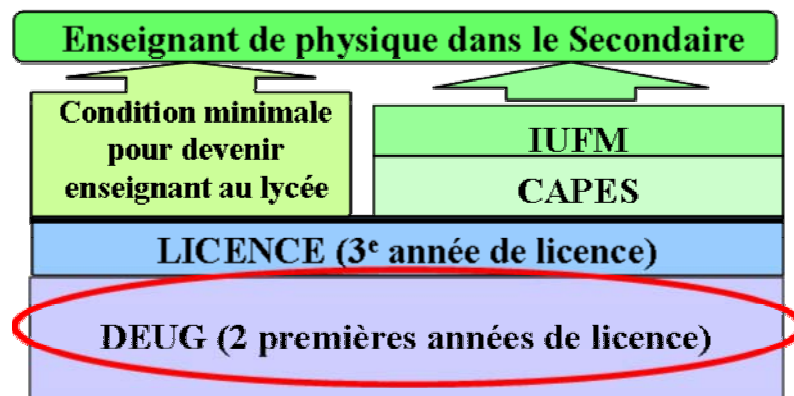 Enseignant de physique dans le Secondaire
Condition minimale
pour devenir
enseignant au lycée
IUFM
CAPES
LICENCE (3e année de licence)
DEUG (2 premières années de licence)